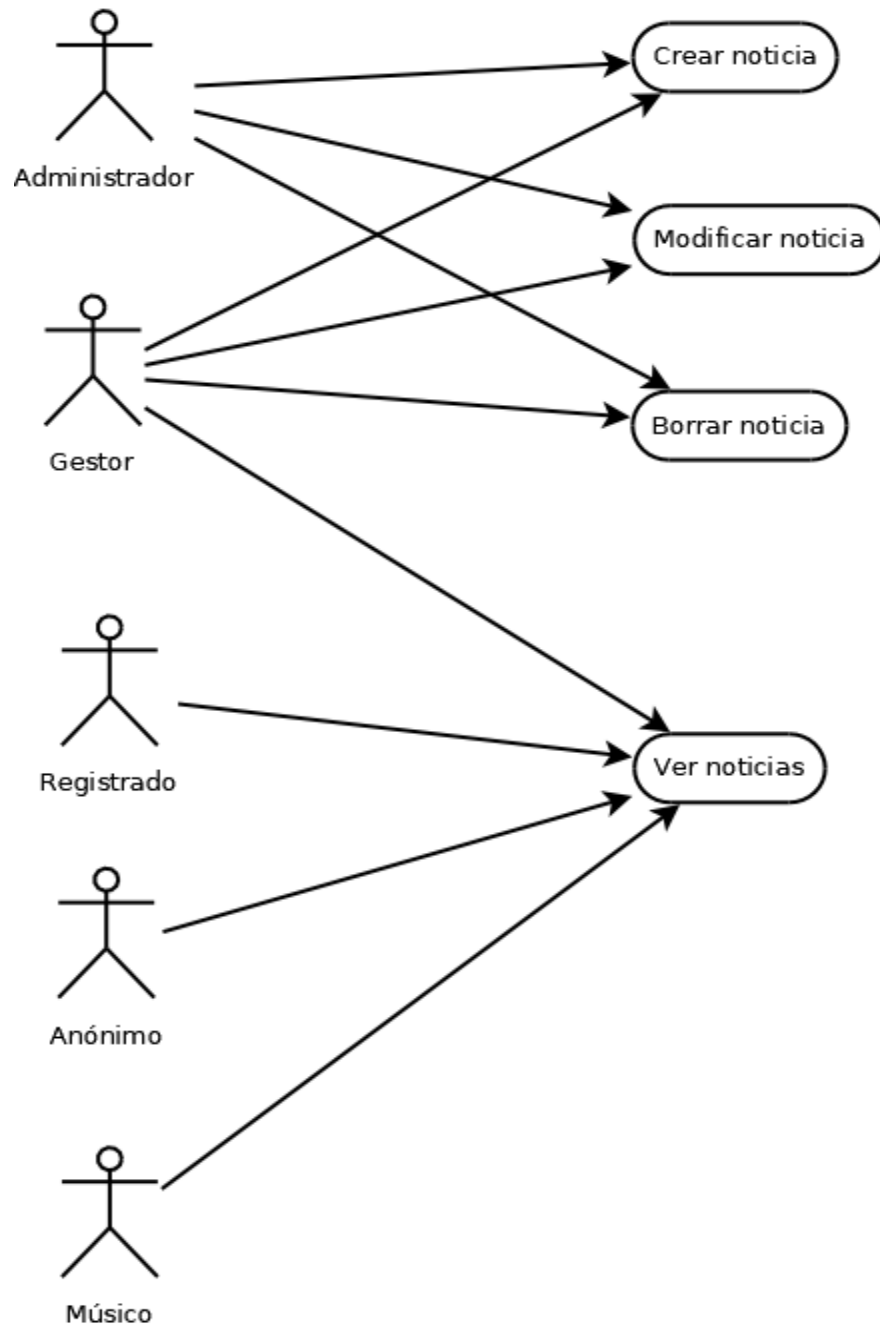 Crear noticia
Administrador
Modificar noticia
Borrar noticia
Gestor
Ver noticias
Registrado
Anónimo
Músico